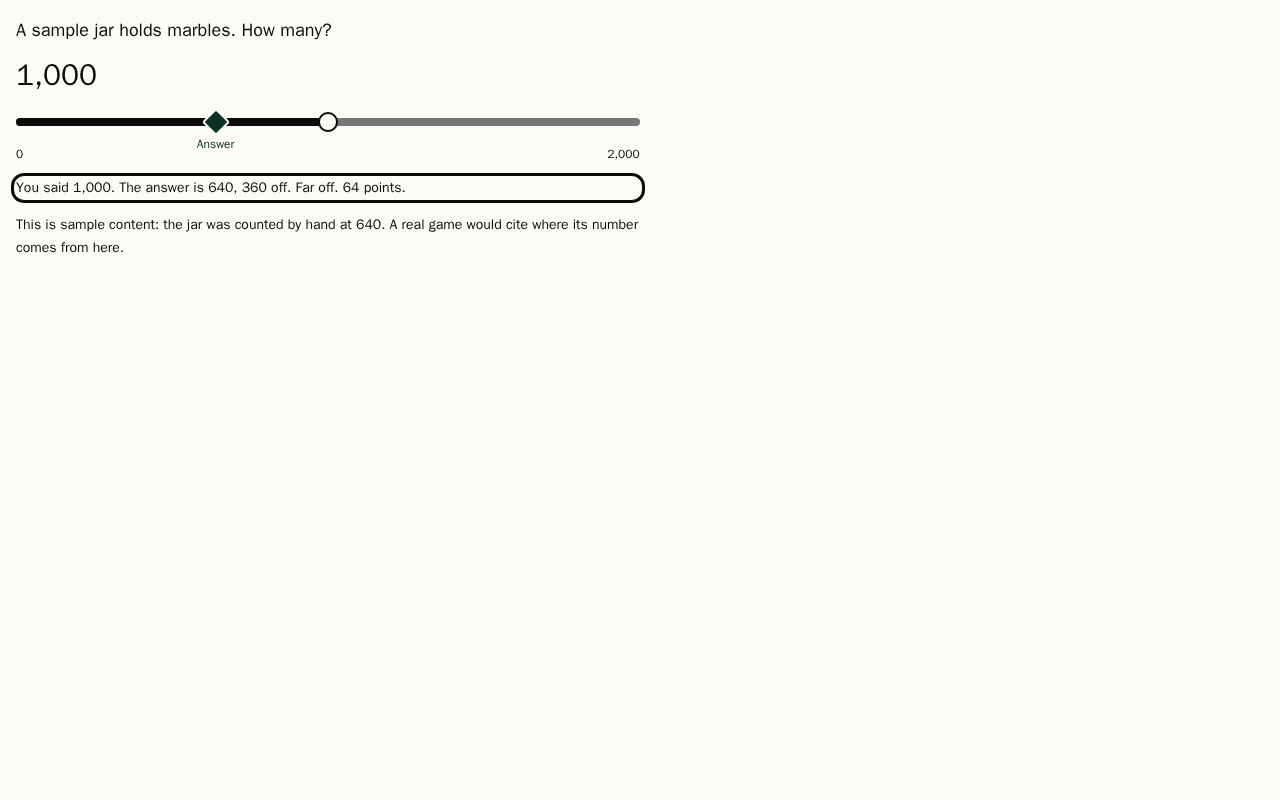 A sample jar holds marbles. How many?
1,000
Answer
0
2,000
You said 1,000. The answer is 640, 360 off. Far off. 64 points.
This is sample content: the jar was counted by hand at 640. A real game would cite where its number
comes from here.